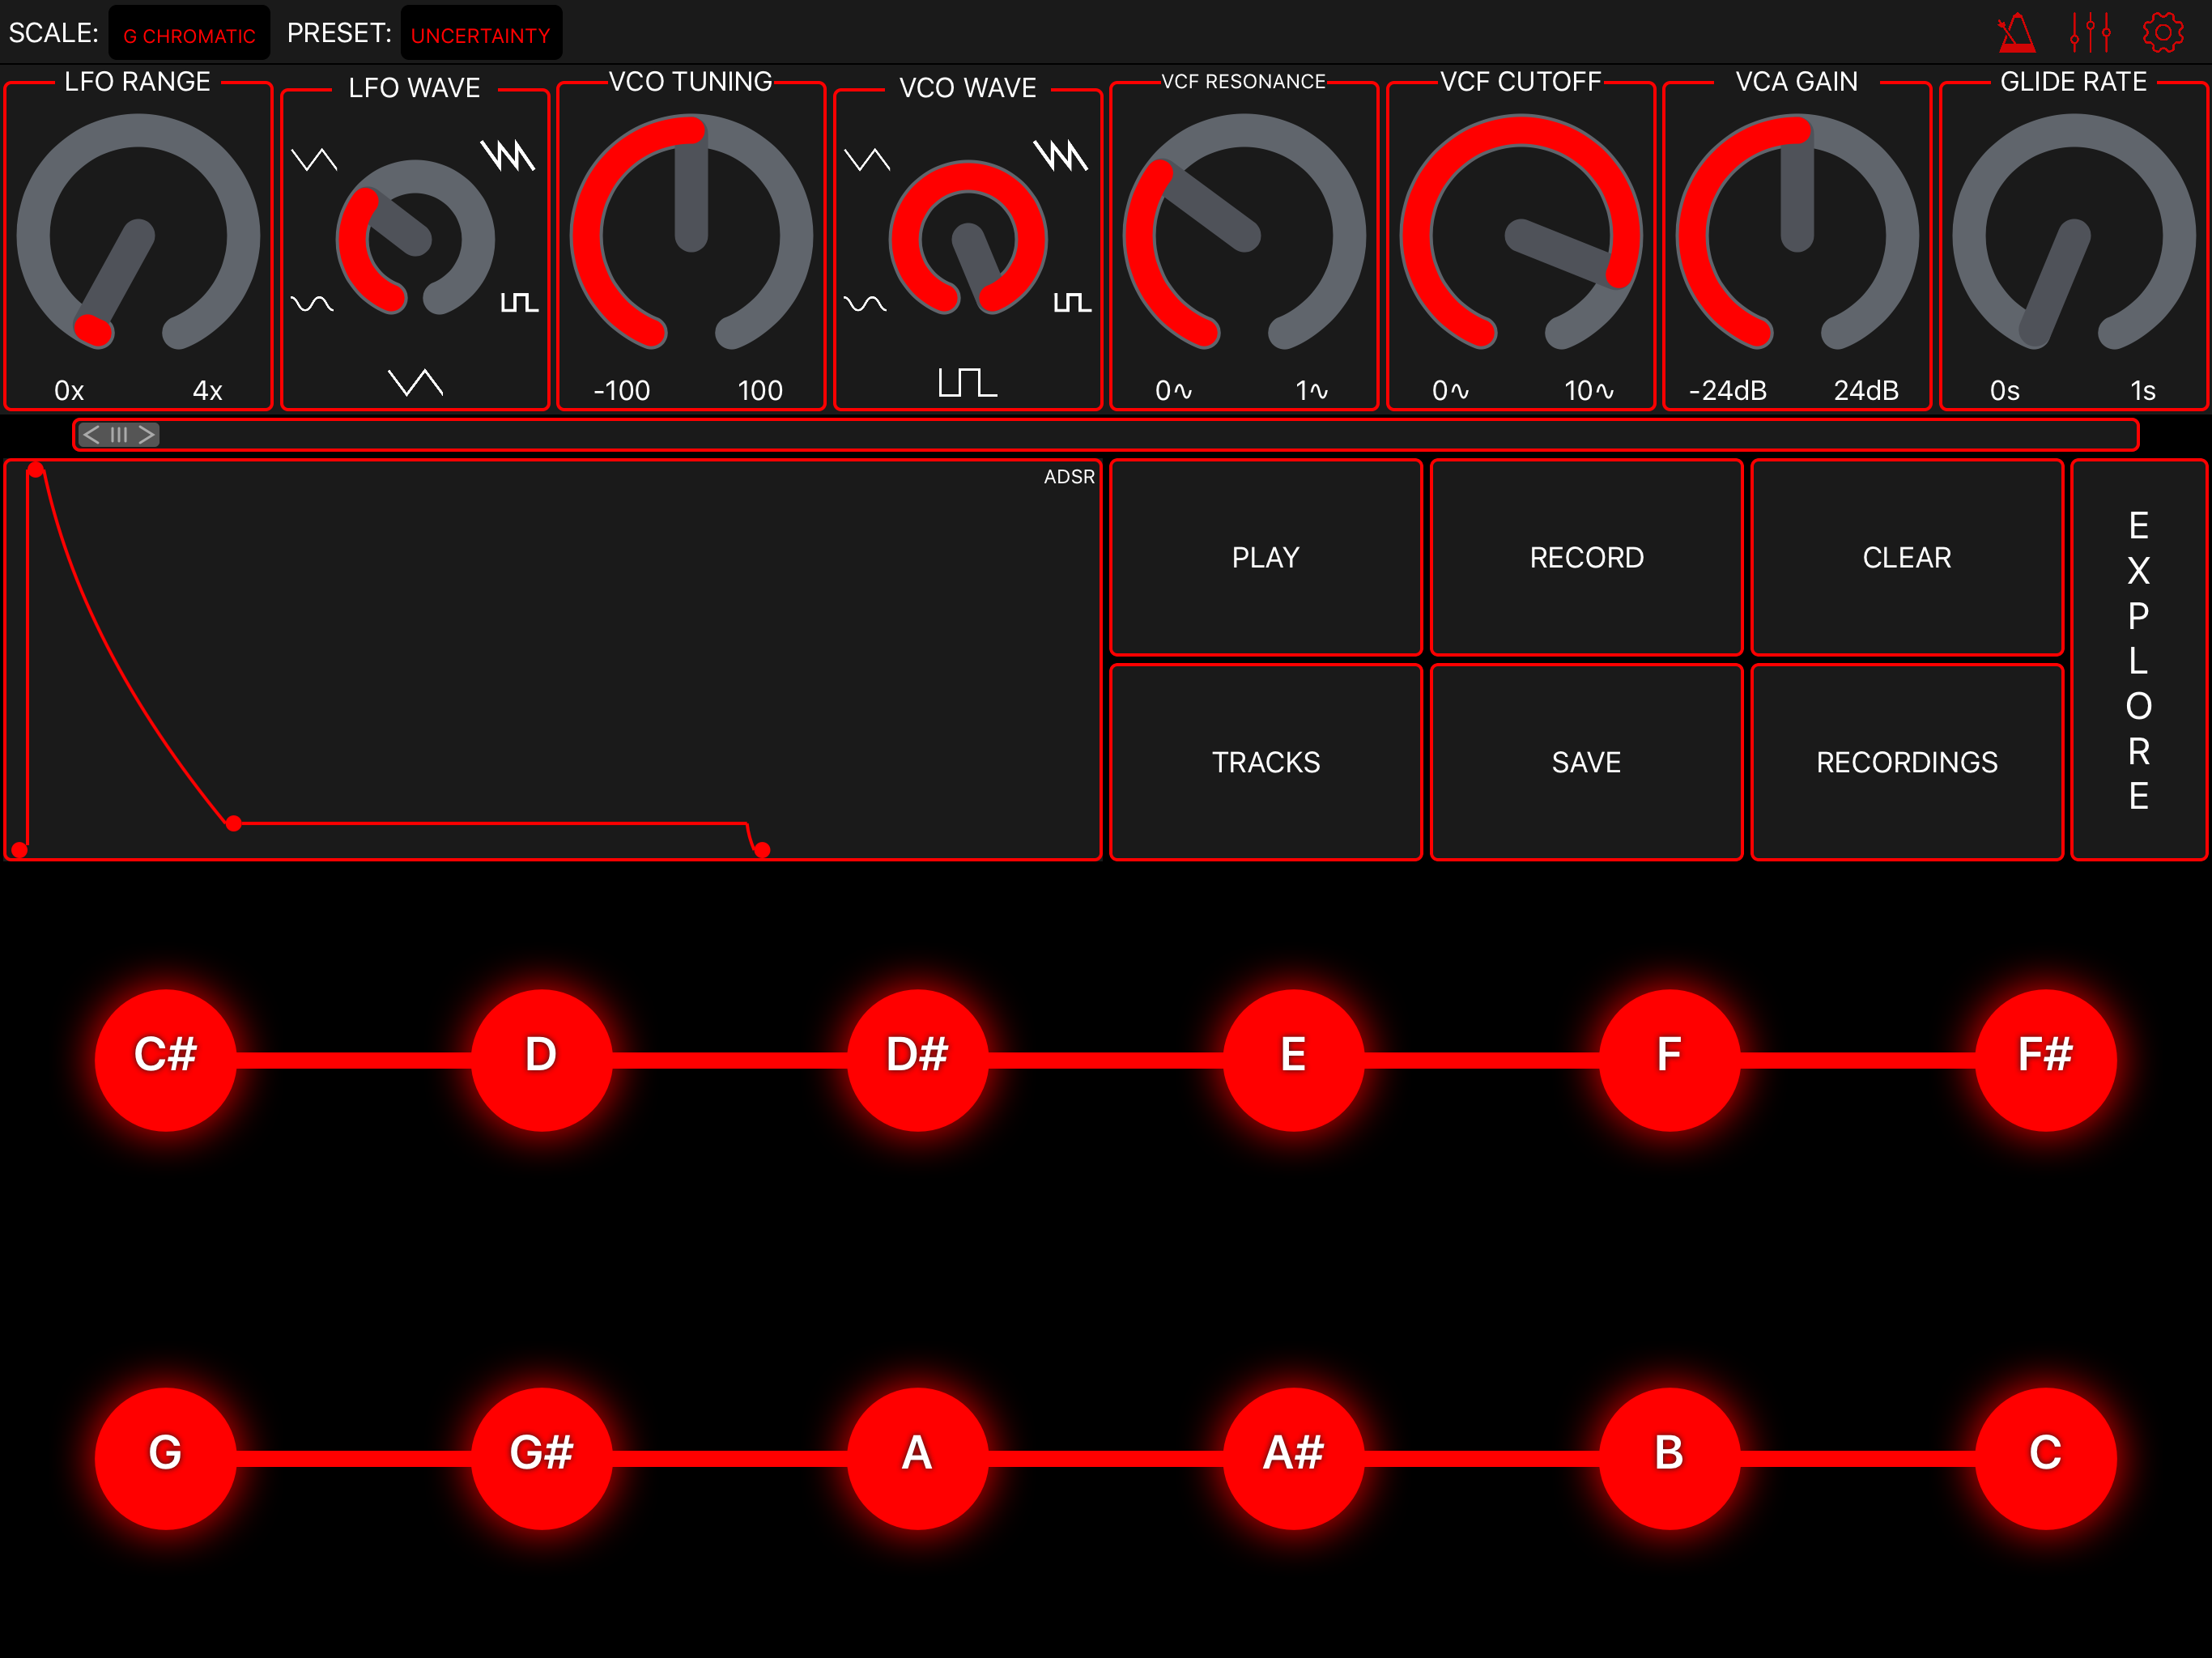 SCALE: G CHROMATIC PRESET: UNCERTAINTY
LFO RANGE LFO WAVE VCO TUNING VCO WAVE VCF RESONANCE VCF CUTOFF VCA GAIN GLIDE RATE
0x 4x -100 100 0∿ 1∿ 0∿ 10∿ -24dB 24dB 0s 1s
ADSR
PLAY RECORD CLEAR
TRACKS SAVE RECORDINGS
E
X
P
L
O
R
E
C# D D# E F F#
G G# A A# B C